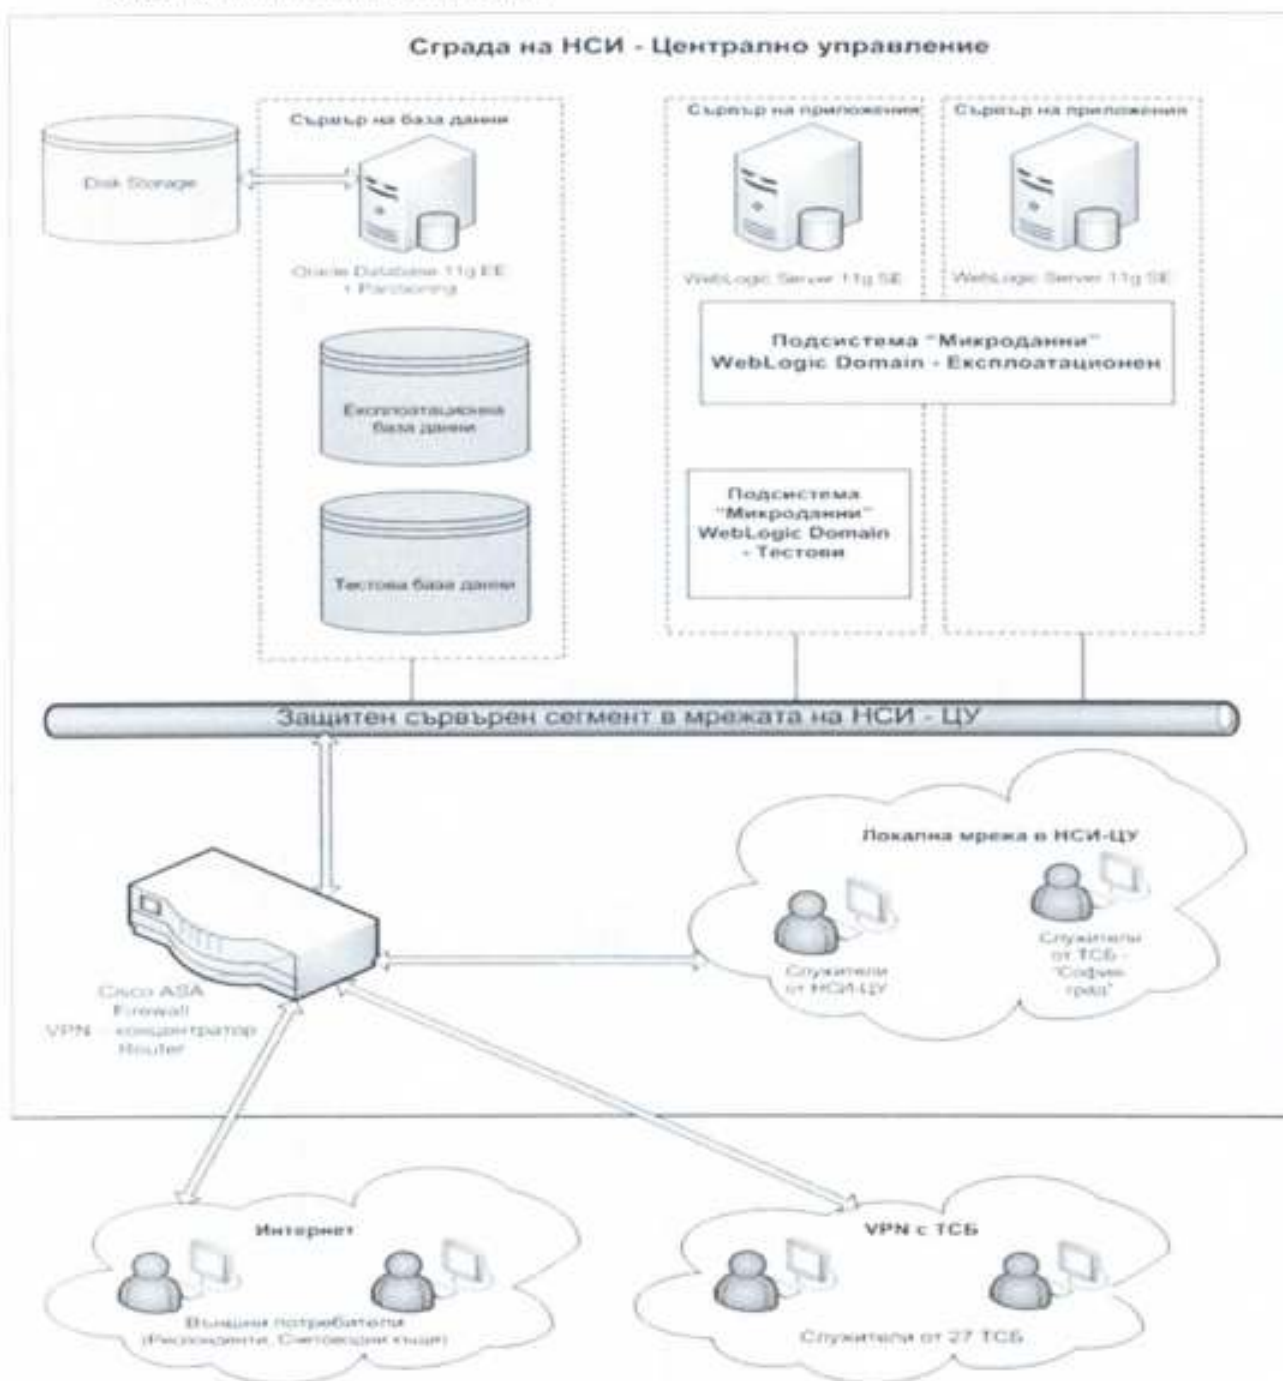 Сграда на НСИ - Централно управление
Сървър на база данни
Сървър на приложения
Сървър на приложения
Disk Storage
Oracle Database 11g EE
+ Partitioning
WebLogic Server 11g SE
WebLogic Server 11g SE
Подсистема "Микроданни"
WebLogic Domain - Експлоатационен
Експлоатационна
база данни
Подсистема
"Микроданни"
WebLogic Domain
- Тестови
Тестова база данни
Защитен сървърен сегмент в мрежата на НСИ - ЦУ
Локална мрежа в НСИ-ЦУ
Служители
от НСИ-ЦУ
Служители
от ТСБ -
"София-
град"
Cisco ASA
Firewall
VPN - концентратор
Router
Интернет
Външни потребители
(Респонденти, Счетоводни къщи)
VPN с ТСБ
Служители от 27 ТСБ